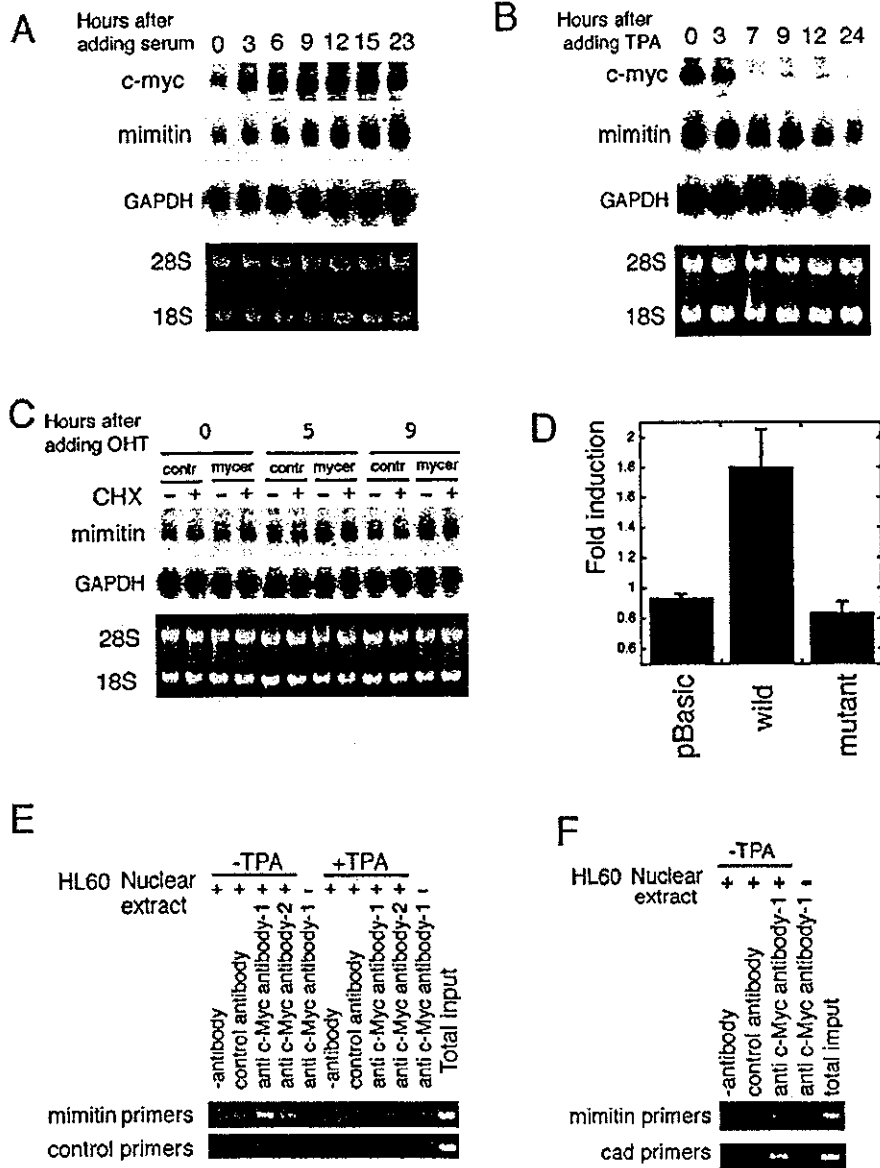 A
Hours after
adding serum 0 3 6 9 12 15 23
c-myc
mimitin
GAPDH
28S
18S
B
Hours after
adding TPA 0 3 7 9 12 24
c-myc
mimitin
GAPDH
28S
18S
C
Hours after
adding OHT 0 5 9
contr mycer contr mycer contr mycer
CHX - + - + - + - + - + - +
mimitin
GAPDH
28S
18S
D
Fold induction
2
1.8
1.6
1.4
1.2
1
0.8
0.6
pBasic
wild
mutant
E
-TPA +TPA
HL60 Nuclear
extract
+ + + + - + + + + -
-antibody
control antibody
anti c-Myc antibody-1
anti c-Myc antibody-2
anti c-Myc antibody-1
-antibody
control antibody
anti c-Myc antibody-1
anti c-Myc antibody-2
anti c-Myc antibody-1
Total input
mimitin primers
control primers
F
-TPA
HL60 Nuclear
extract
+ + + -
-antibody
control antibody
anti c-Myc antibody-1
anti c-Myc antibody-1
total imput
mimitin primers
cad primers